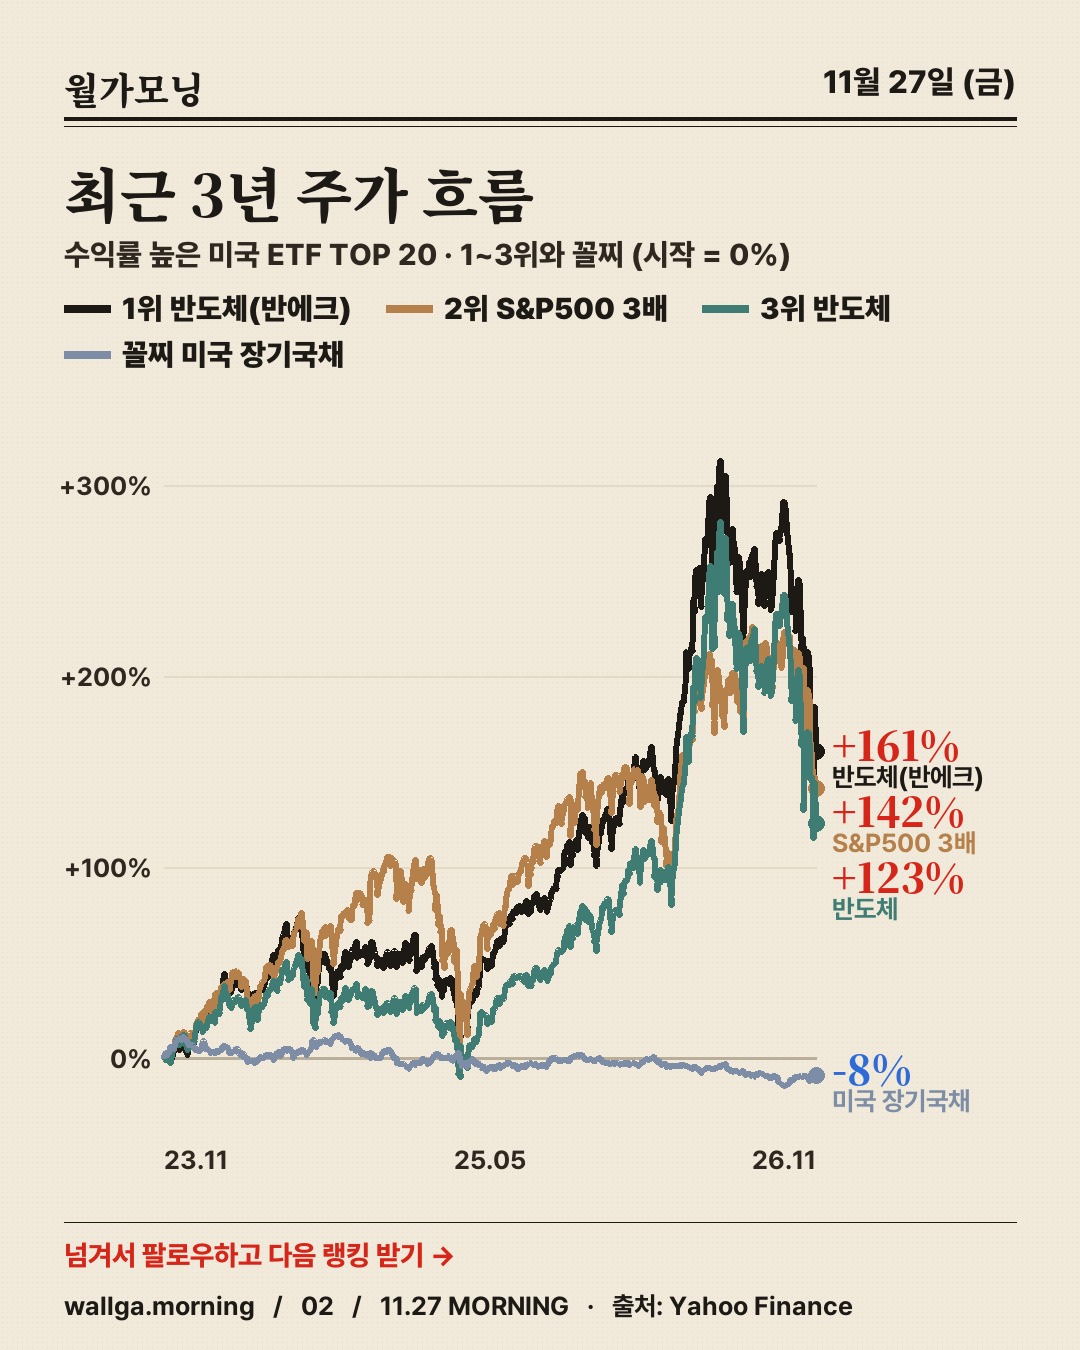 월가모닝
11월 27일 (금)
최근 3년 주가 흐름
수익률 높은 미국 ETF TOP 20 · 1~3위와 꼴찌 (시작 = 0%)
1위 반도체(반에크) 2위 S&P500 3배 3위 반도체
꼴찌 미국 장기국채
+300%
+200%
+161%
반도체(반에크)
+142%
S&P500 3배
+100%
+123%
반도체
0%
-8%
미국 장기국채
23.11 25.05 26.11
넘겨서 팔로우하고 다음 랭킹 받기 →
wallga.morning / 02 / 11.27 MORNING · 출처: Yahoo Finance